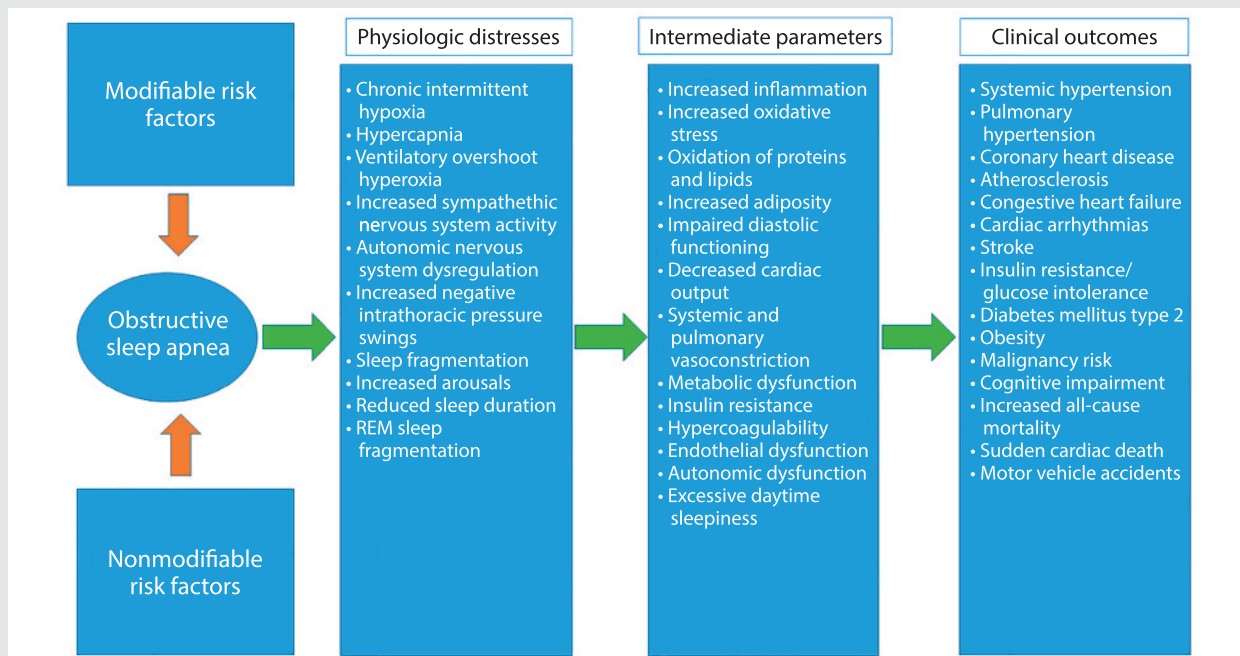 Modifiable risk
factors
Obstructive
sleep apnea
Nonmodifiable
risk factors
Physiologic distresses
• Chronic intermittent
hypoxia
• Hypercapnia
• Ventilatory overshoot
hyperoxia
• Increased sympathethic
nervous system activity
• Autonomic nervous
system dysregulation
• Increased negative
intrathoracic pressure
swings
• Sleep fragmentation
• Increased arousals
• Reduced sleep duration
• REM sleep
fragmentation
Intermediate parameters
• Increased inflammation
• Increased oxidative
stress
• Oxidation of proteins
and lipids
• Increased adiposity
• Impaired diastolic
functioning
• Decreased cardiac
output
• Systemic and
pulmonary
vasoconstriction
• Metabolic dysfunction
• Insulin resistance
• Hypercoagulability
• Endothelial dysfunction
• Autonomic dysfunction
• Excessive daytime
sleepiness
Clinical outcomes
• Systemic hypertension
• Pulmonary
hypertension
• Coronary heart disease
• Atherosclerosis
• Congestive heart failure
• Cardiac arrhythmias
• Stroke
• Insulin resistance/
glucose intolerance
• Diabetes mellitus type 2
• Obesity
• Malignancy risk
• Cognitive impairment
• Increased all-cause
mortality
• Sudden cardiac death
• Motor vehicle accidents